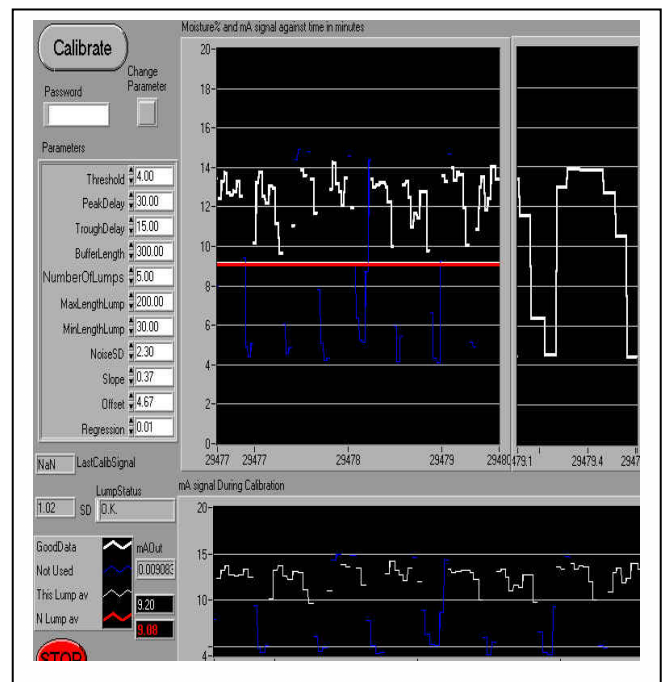 Moisture% and mA signal against time in minutes
Calibrate
Change
Parameter
Password
Parameters
Threshold 4.00
PeakDelay 30.00
TroughDelay 15.00
BufferLength 300.00
NumberOfLumps 5.00
MaxLengthLump 200.00
MinLengthLump 30.00
NoiseSD 2.30
Slope 0.37
Offset 4.67
Regression 0.01
NaN LastCalibSignal
LumpStatus
1.02 SD O.K.
GoodData mAOut
Not Used 0.009083
This Lump av 9.20
N Lump av 9.08
STOP
20-
18-
16-
14-
12-
10-
8-
6-
4-
2-
0-
29477 29477 29478 29479 29480
479.1 29479.4 2947
mA signal During Calibration
20-
15-
10-
4-